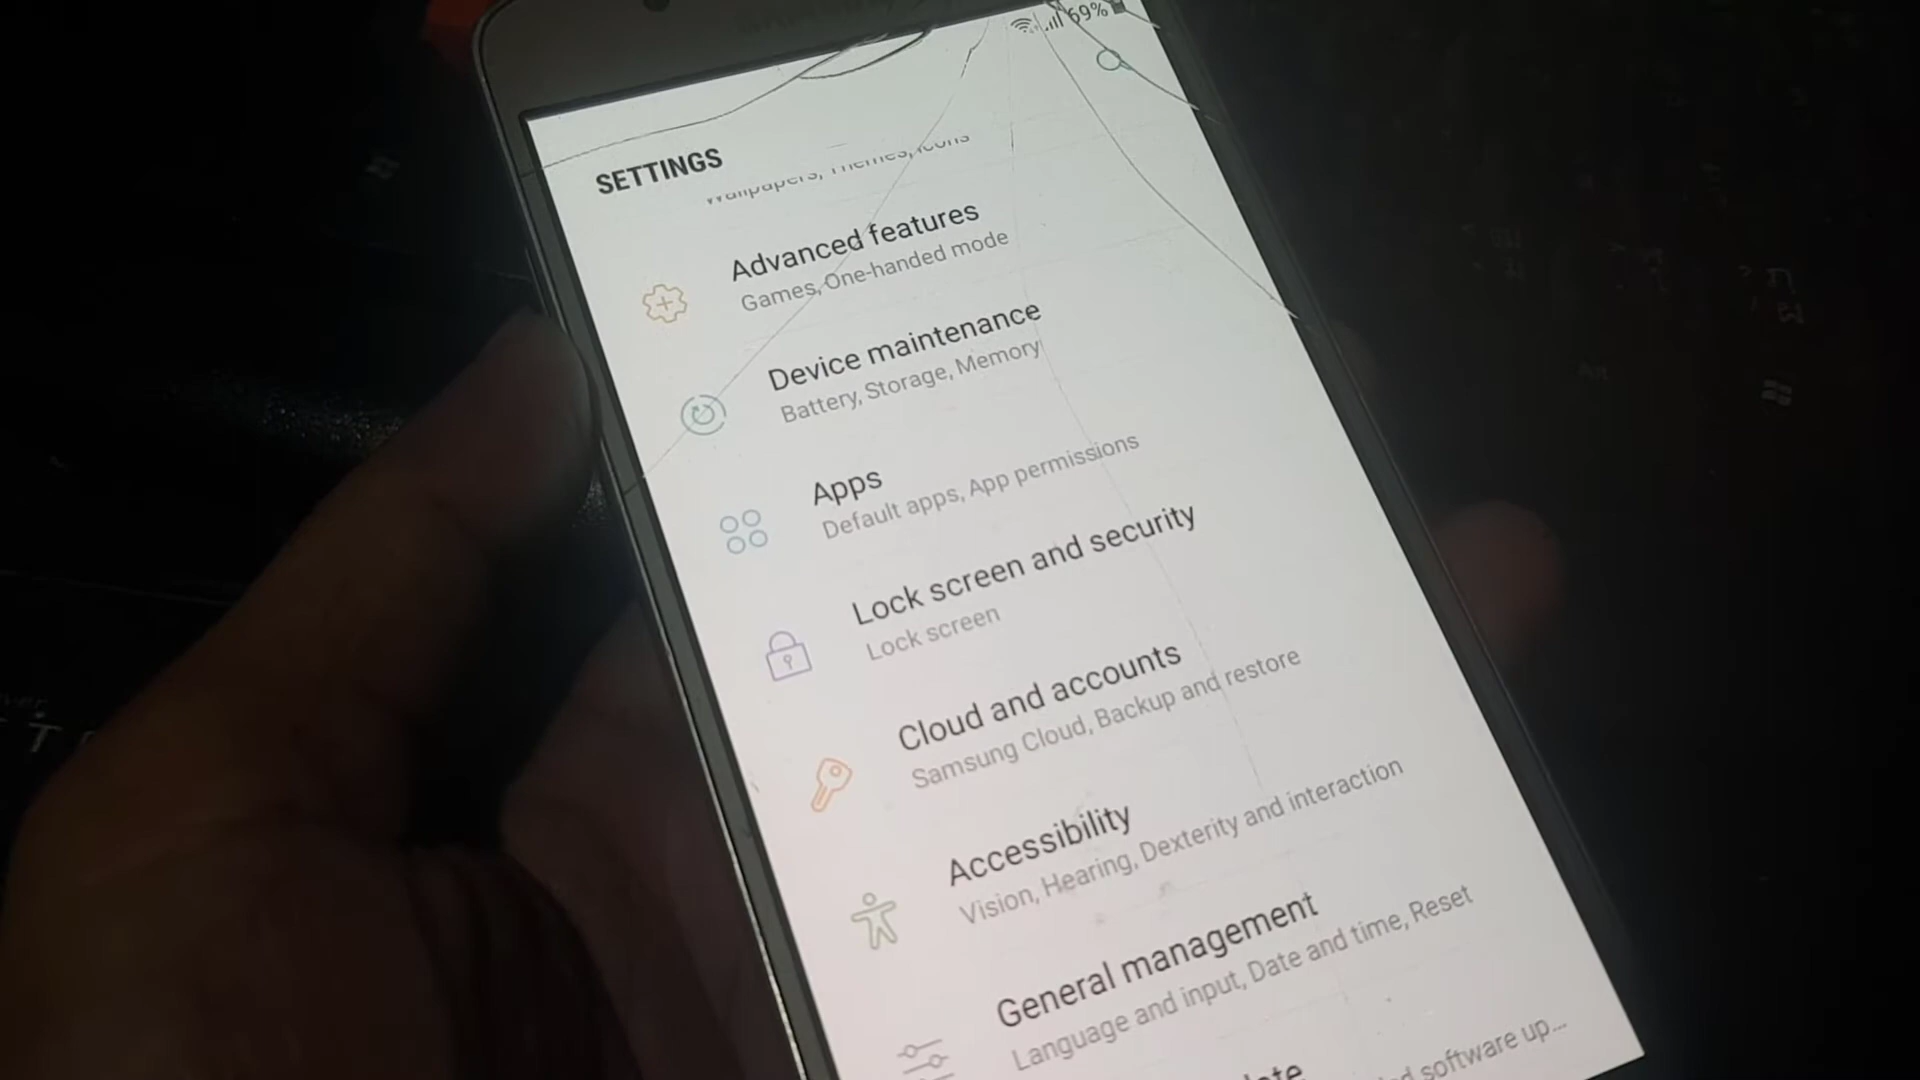 69%
SETTINGS
Wallpapers, Themes, Icons
Advanced features
Games, One-handed mode
Device maintenance
Battery, Storage, Memory
Apps
Default apps, App permissions
Lock screen and security
Lock screen
Cloud and accounts
Samsung Cloud, Backup and restore
Accessibility
Vision, Hearing, Dexterity and interaction
General management
Language and input, Date and time, Reset
software up...